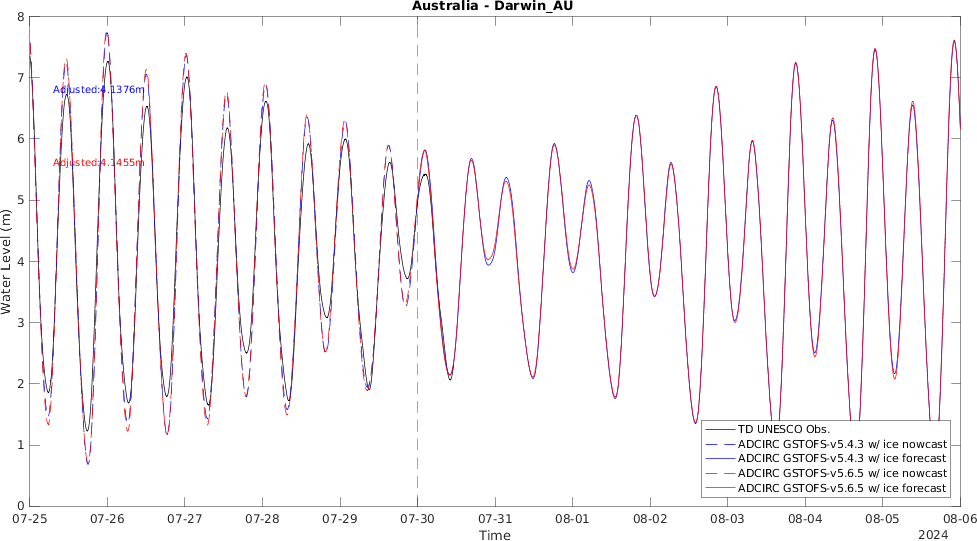 Australia - Darwin_AU
8
7
6
5
4
3
2
1
0
Water Level (m)
Adjusted:4.1376m
Adjusted:4.1455m
TD UNESCO Obs.
ADCIRC GSTOFS-v5.4.3 w/ ice nowcast
ADCIRC GSTOFS-v5.4.3 w/ ice forecast
ADCIRC GSTOFS-v5.6.5 w/ ice nowcast
ADCIRC GSTOFS-v5.6.5 w/ ice forecast
07-25 07-26 07-27 07-28 07-29 07-30 07-31 08-01 08-02 08-03 08-04 08-05 08-06
Time
2024